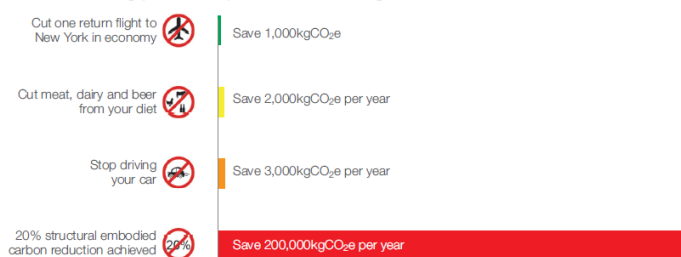 Cut one return flight to
New York in economy
Save 1,000kgCO₂e
Cut meat, dairy and beer
from your diet
Save 2,000kgCO₂e per year
Stop driving
your car
Save 3,000kgCO₂e per year
20% structural embodied
carbon reduction achieved
20%
Save 200,000kgCO₂e per year